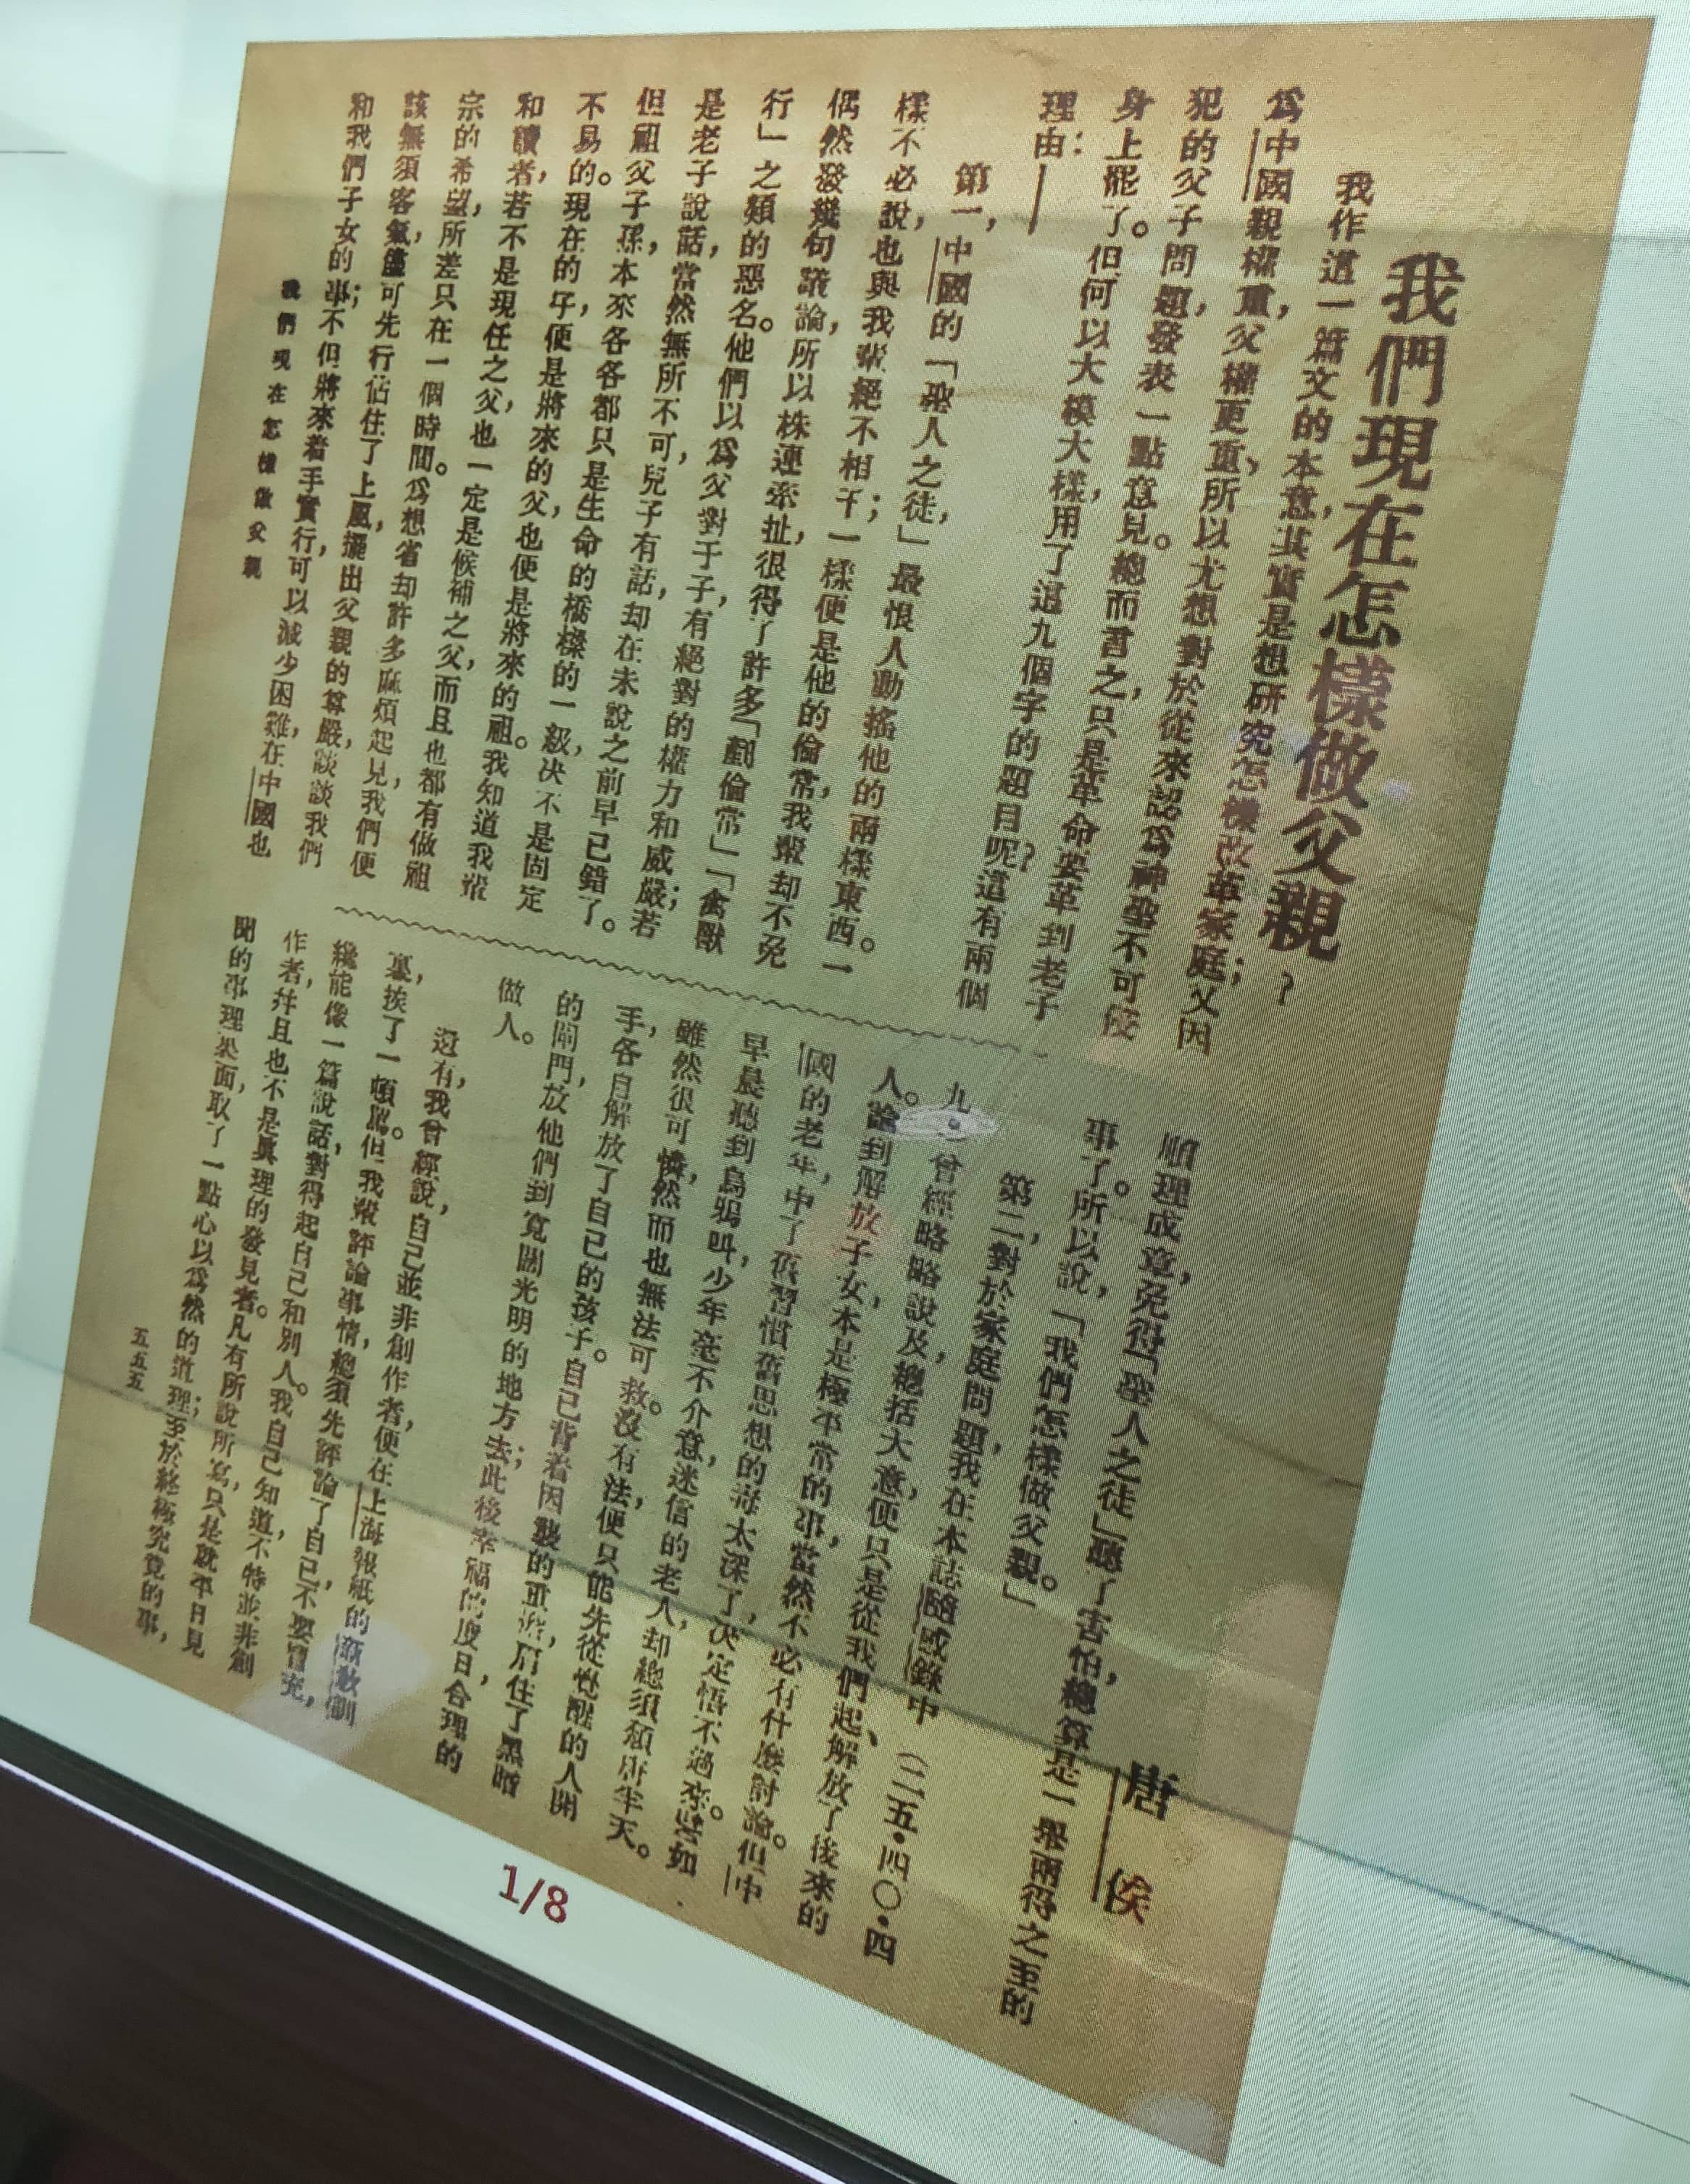 我們現在怎樣做父親?
唐俟
我作這一篇文的本意，其實是想研究怎樣改革家庭；又因
爲中國親權重，父權更重，所以尤想對於從來認爲神聖不可侵
犯的父子問題，發表一點意見。總而言之，只是革命要革到老子
身上罷了。但何以大模大樣，用了這九個字的題目呢？這有兩個
理由：
第一，中國的「聖人之徒，」最恨人動搖他的兩樣東西。一
樣不必說，也與我輩絕不相干；一樣便是他的倫常，我輩却不免
偶然發幾句議論，所以株連牽扯，很得了許多「剷倫常」「禽獸
行」之類的惡名。他們以爲父對于子，有絕對的權力和威嚴；若
是老子說話，當然無所不可，兒子有話，却在未說之前早已錯了。
但祖父子孫，本來各各都只是生命的橋樑的一級，决不是固定
不易的。現在的子，便是將來的父，也便是將來的祖。我知道我輩
和讀者，若不是現任之父，也一定是候補之父，而且也都有做祖
宗的希望，所差只在一個時間。爲想省却許多麻煩起見，我們便
該無須客氣，儘可先行佔住了上風，擺出父親的尊嚴，談談我們
和我們子女的事；不但將來着手實行，可以減少困難，在中國也
順理成章，免得「聖人之徒」聽了害怕，總算是一舉兩得之至的
事了。所以說，「我們怎樣做父親。」
第二，對於家庭問題，我在本誌隨感錄中（二五·四〇·四
九·）曾經略略說及，總括大意，便只是從我們起、解放了後來的
人。論到解放子女，本是極平常的事，當然不必有什麼討論。但中
國的老年，中了舊習慣舊思想的毒太深了，决定悟不過來。譬如
早晨聽到烏鴉叫，少年毫不介意，迷信的老人，却總須頹唐半天。
雖然很可憐，然而也無法可救。沒有法，便只能先從覺醒的人開
手，各自解放了自己的孩子。自己背着因襲的重擔，肩住了黑暗
的閘門，放他們到寬闊光明的地方去；此後幸福的度日，合理的
做人。
還有，我曾經說，自己並非創作者，便在上海報紙的新教訓
裏，挨了一頓罵。但我輩評論事情，總須先評論了自己，不要冒充，
纔能像一篇說話，對得起自己和別人。我自己知道，不特並非創
作者，幷且也不是眞理的發見者。凡有所說所寫，只是就平日見
聞的事理裏面，取了一點心以爲然的道理；至於終極究竟的事，
我們現在怎樣做父親
五五五
1/8